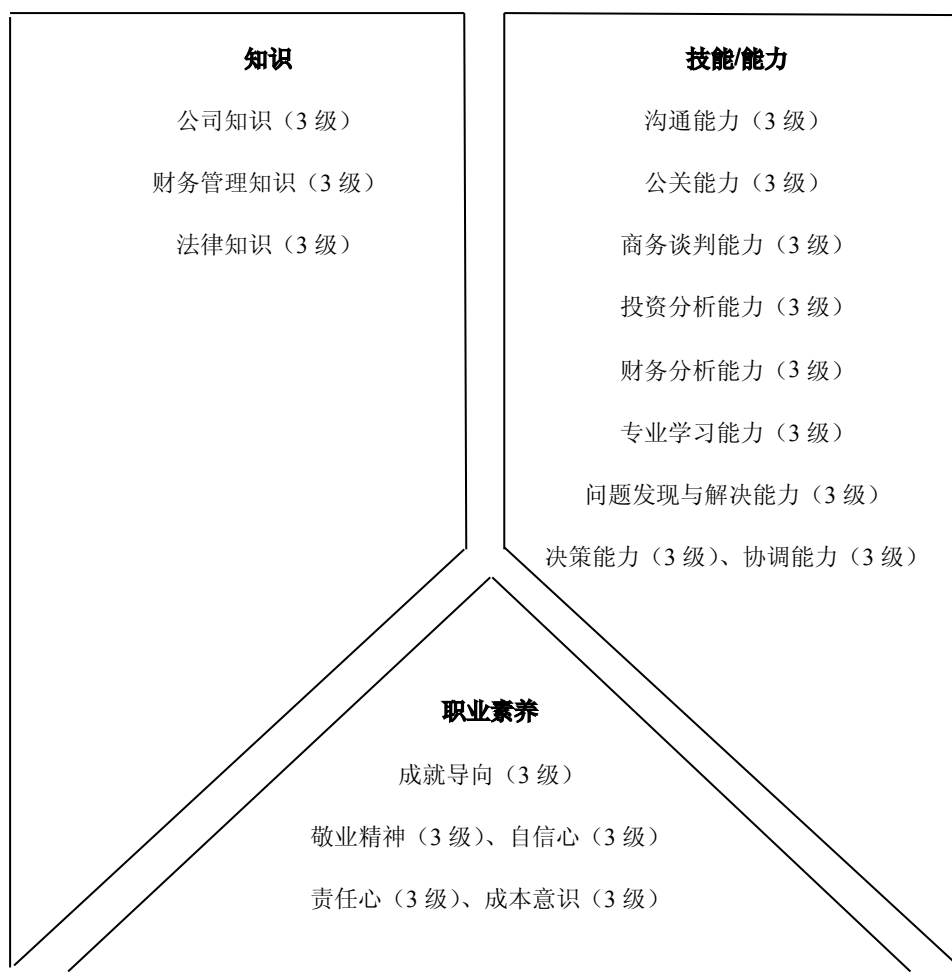 知识
公司知识（3 级）
财务管理知识（3 级）
法律知识（3 级）
技能/能力
沟通能力（3 级）
公关能力（3 级）
商务谈判能力（3 级）
投资分析能力（3 级）
财务分析能力（3 级）
专业学习能力（3 级）
问题发现与解决能力（3 级）
决策能力（3 级）、协调能力（3 级）
职业素养
成就导向（3 级）
敬业精神（3 级）、自信心（3 级）
责任心（3 级）、成本意识（3 级）